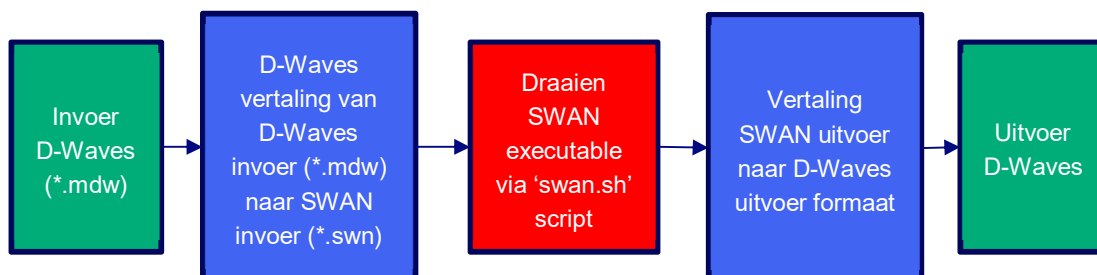 Invoer
D-Waves
(*.mdw)
D-Waves
vertaling van
D-Waves
invoer (*.mdw)
naar SWAN
invoer (*.swn)
Draaien
SWAN
executable
via ‘swan.sh’
script
Vertaling
SWAN uitvoer
naar D-Waves
uitvoer formaat
Uitvoer
D-Waves